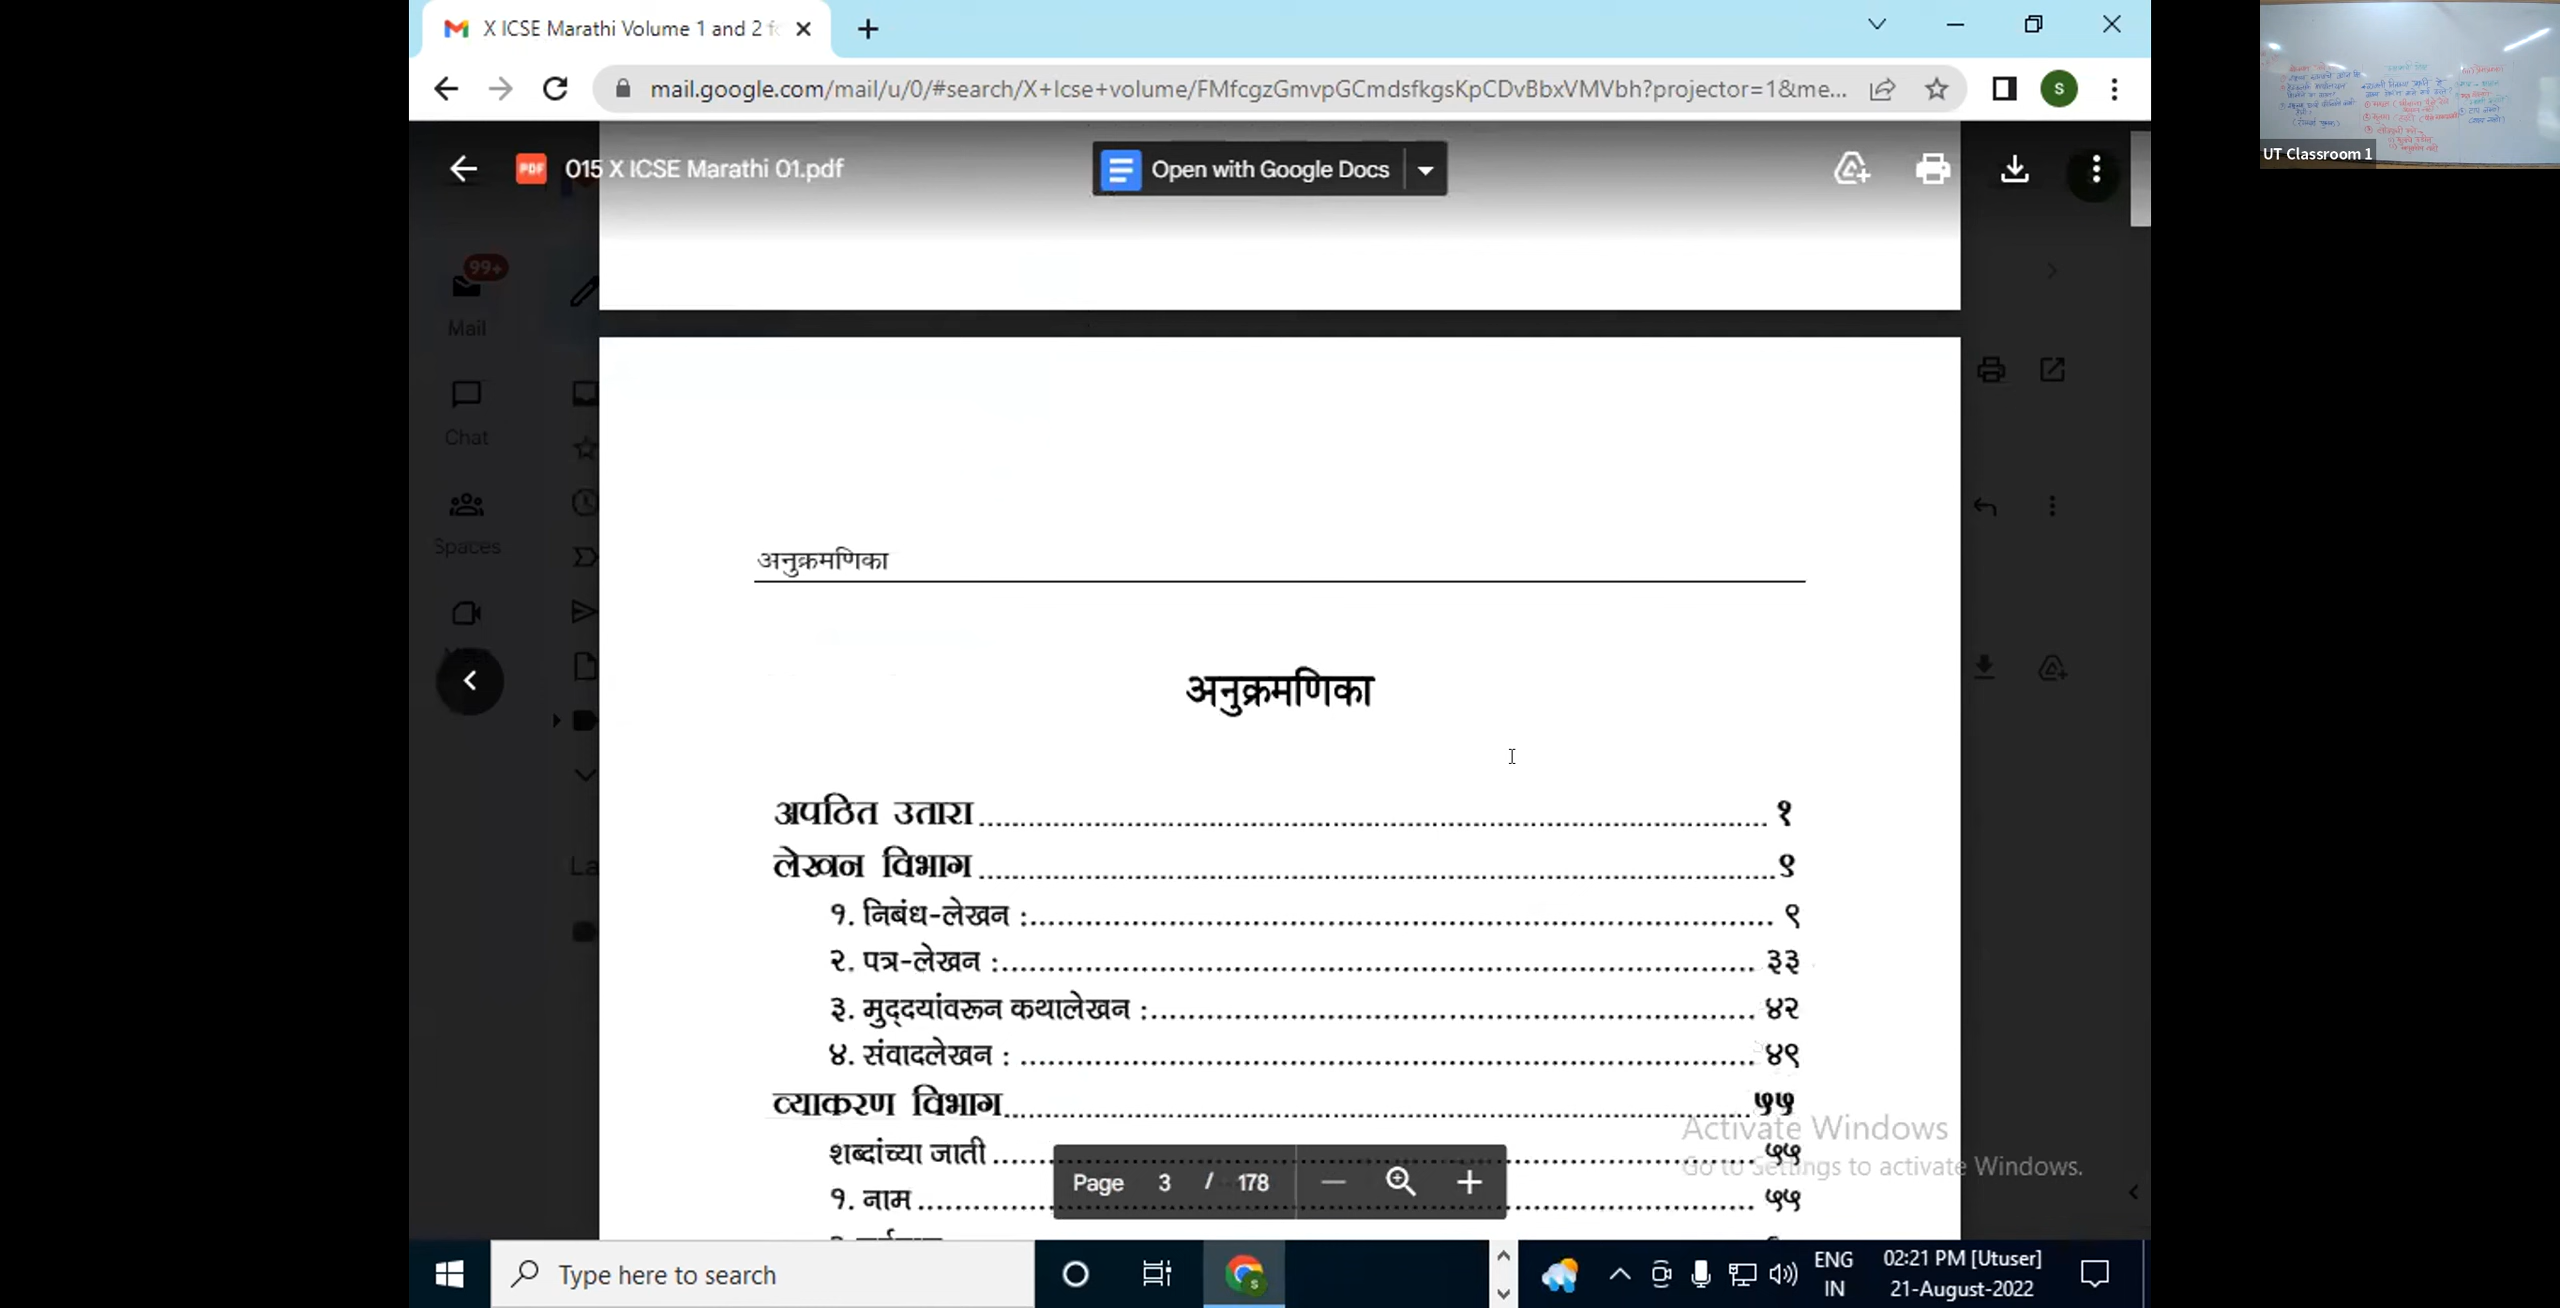 X ICSE Marathi Volume 1 and 2 fo
mail.google.com/mail/u/0/#search/X+Icse+volume/FMfcgzGmvpGCmdsfkgsKpCDvBbxVMVbh?projector=1&me...
S
PDF
015 X ICSE Marathi 01.pdf
Open with Google Docs
UT Classroom 1
99+
Mail
Chat
Spaces
La
अनुक्रमणिका
अनुक्रमणिका
अपठित उतारा ........ १
लेखन विभाग ........ ९
१. निबंध-लेखन : ........ ९
२. पत्र-लेखन : ........ ३३
३. मुद्दयांवरून कथालेखन : ........ ४२
४. संवादलेखन : ........ ४९
व्याकरण विभाग ........ ५५
शब्दांच्या जाती ........ ५५
१. नाम ........ ५५
Page 3 / 178
Activate Windows
Go to Settings to activate Windows.
Type here to search
ENG
IN
02:21 PM [Utuser]
21-August-2022